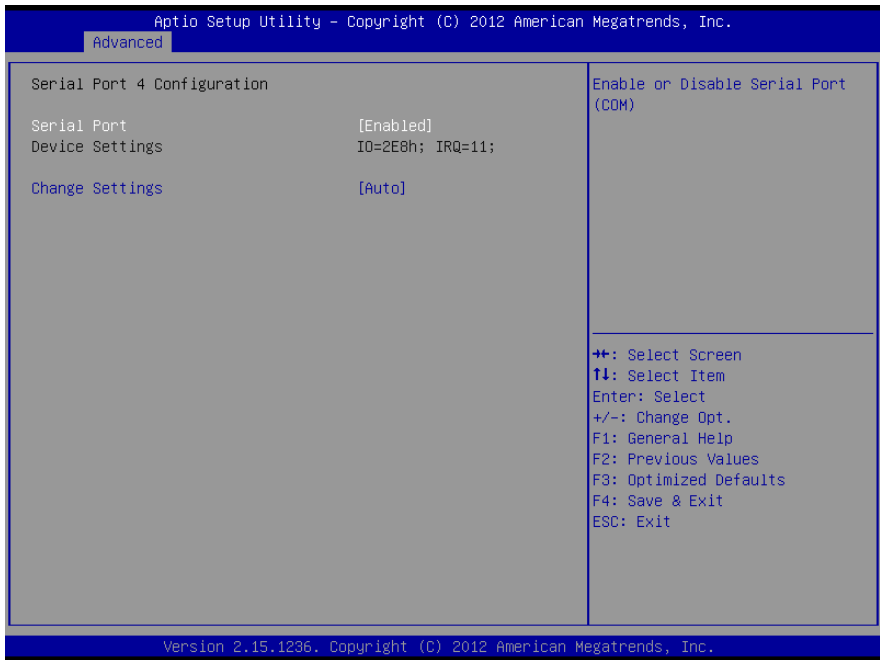 Aptio Setup Utility – Copyright (C) 2012 American Megatrends, Inc.
Advanced
Serial Port 4 Configuration
Serial Port [Enabled]
Device Settings IO=2E8h; IRQ=11;
Change Settings [Auto]
Enable or Disable Serial Port
(COM)
→←: Select Screen
↑↓: Select Item
Enter: Select
+/-: Change Opt.
F1: General Help
F2: Previous Values
F3: Optimized Defaults
F4: Save & Exit
ESC: Exit
Version 2.15.1236. Copyright (C) 2012 American Megatrends, Inc.